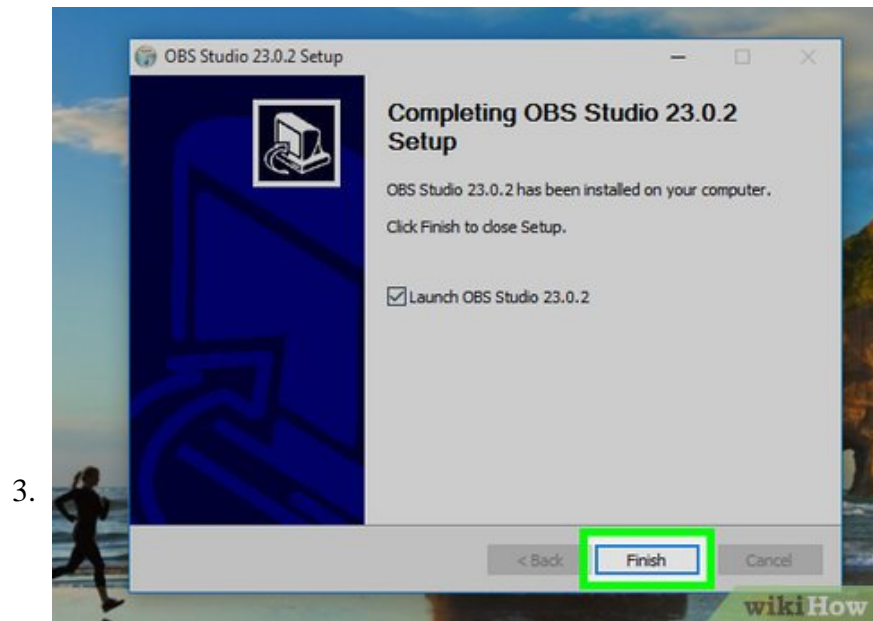 OBS Studio 23.0.2 Setup
Completing OBS Studio 23.0.2
Setup
OBS Studio 23.0.2 has been installed on your computer.
Click Finish to close Setup.
Launch OBS Studio 23.0.2
3.
< Back Finish Cancel
wikiHow